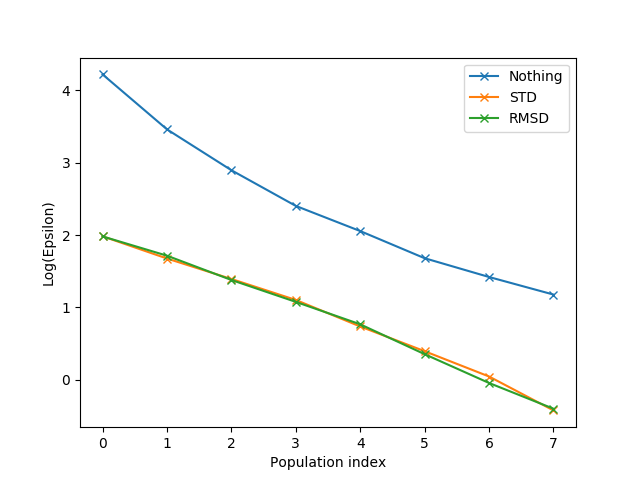 Nothing
STD
RMSD
4
3
2
1
0
Log(Epsilon)
0 1 2 3 4 5 6 7
Population index